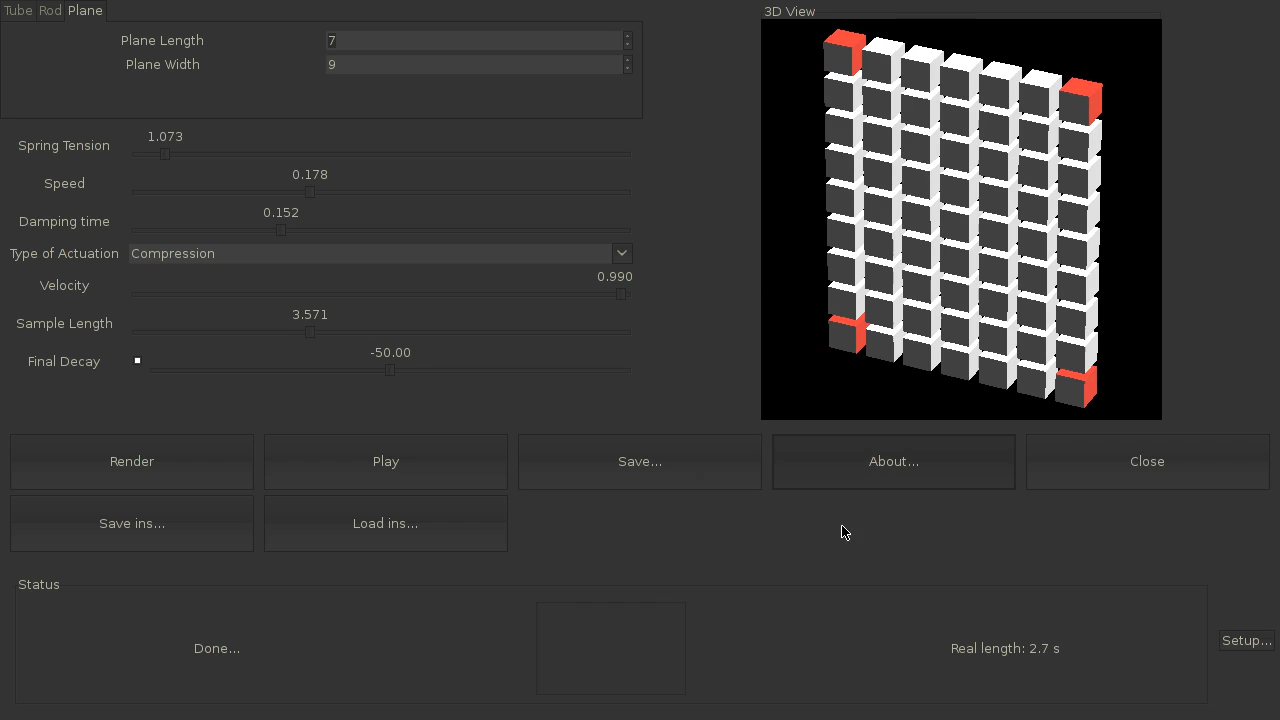 Tube Rod Plane
3D View
Plane Length 7
Plane Width 9
1.073
Spring Tension
0.178
Speed
0.152
Damping time
Type of Actuation Compression
0.990
Velocity
3.571
Sample Length
-50.00
Final Decay
Render Play Save... About... Close
Save ins... Load ins...
Status
Done... Real length: 2.7 s
Setup...